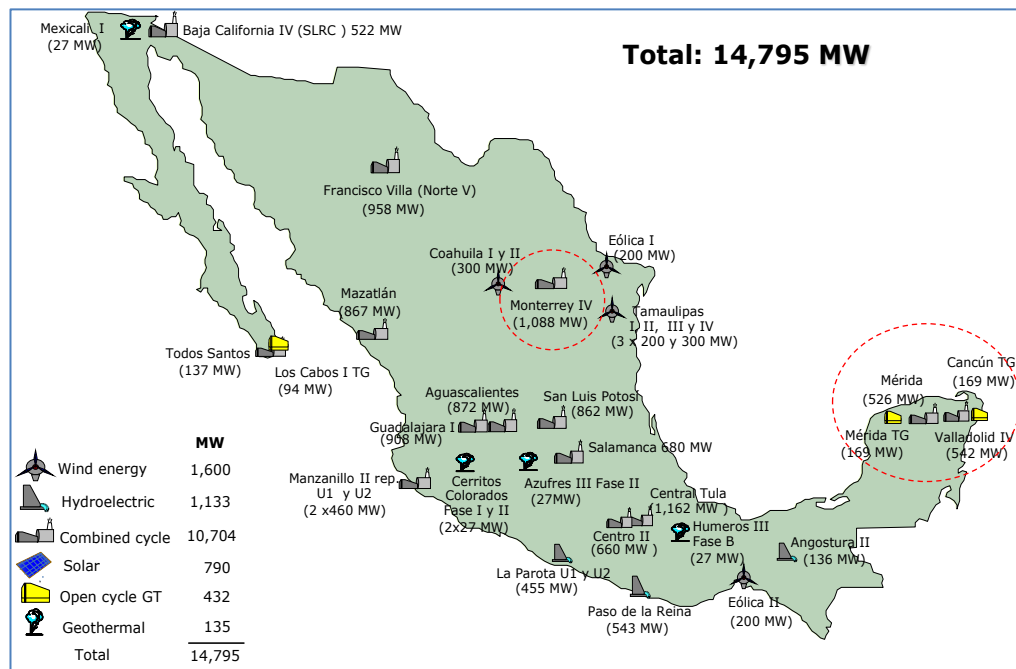 Mexicali I
(27 MW)
Baja California IV (SLRC ) 522 MW
Total: 14,795 MW
Francisco Villa (Norte V)
(958 MW)
Eólica I
(200 MW)
Coahuila I y II
(300 MW)
Monterrey IV
(1,088 MW)
Tamaulipas
I, II, III y IV
(3 x 200 y 300 MW)
Mazatlán
(867 MW)
Todos Santos
(137 MW)
Los Cabos I TG
(94 MW)
Cancún TG
(169 MW)
Mérida
(526 MW)
Mérida TG
(169 MW)
Valladolid IV
(542 MW)
Aguascalientes
(872 MW)
San Luis Potosí
(862 MW)
Guadalajara I
(908 MW)
Salamanca 680 MW
Manzanillo II rep.
U1 y U2
(2 x460 MW)
Cerritos
Colorados
Fase I y II
(2x27 MW)
Azufres III Fase II
(27MW)
Central Tula
(1,162 MW )
Centro II
(660 MW )
Humeros III
Fase B
(27 MW)
Angostura II
(136 MW)
La Parota U1 y U2
(455 MW)
Paso de la Reina
(543 MW)
Eólica II
(200 MW)
MW
Wind energy 1,600
Hydroelectric 1,133
Combined cycle 10,704
Solar 790
Open cycle GT 432
Geothermal 135
Total 14,795